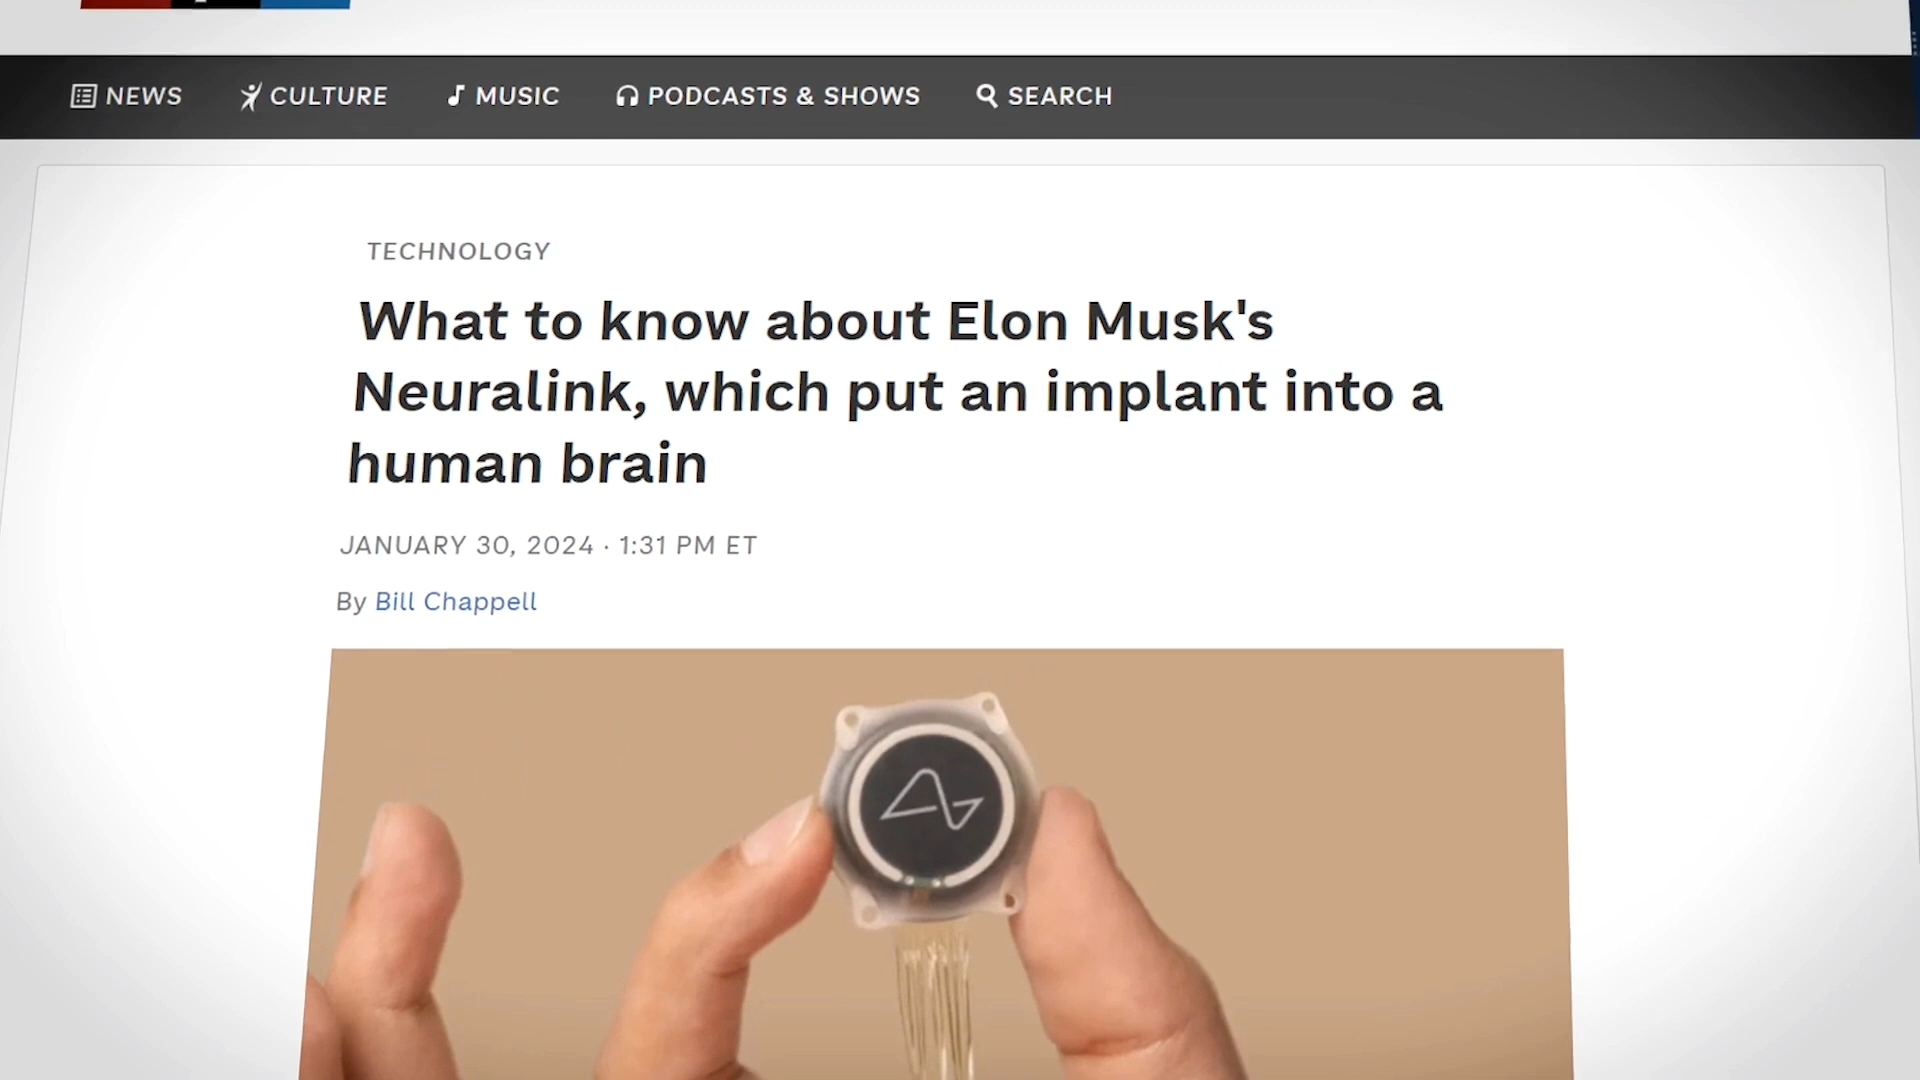 NEWS CULTURE MUSIC PODCASTS & SHOWS SEARCH
TECHNOLOGY
What to know about Elon Musk's
Neuralink, which put an implant into a
human brain
JANUARY 30, 2024 · 1:31 PM ET
By Bill Chappell